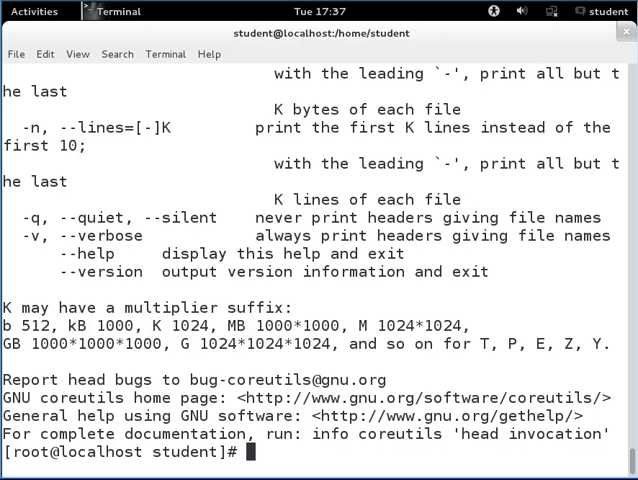 Activities
Terminal
Tue 17:37
student
student@localhost:/home/student
File Edit View Search Terminal Help
with the leading `-', print all but t
he last
K bytes of each file
-n, --lines=[-]K print the first K lines instead of the
first 10;
with the leading `-', print all but t
he last
K lines of each file
-q, --quiet, --silent never print headers giving file names
-v, --verbose always print headers giving file names
--help display this help and exit
--version output version information and exit
K may have a multiplier suffix:
b 512, kB 1000, K 1024, MB 1000*1000, M 1024*1024,
GB 1000*1000*1000, G 1024*1024*1024, and so on for T, P, E, Z, Y.
Report head bugs to bug-coreutils@gnu.org
GNU coreutils home page: <http://www.gnu.org/software/coreutils/>
General help using GNU software: <http://www.gnu.org/gethelp/>
For complete documentation, run: info coreutils 'head invocation'
[root@localhost student]#